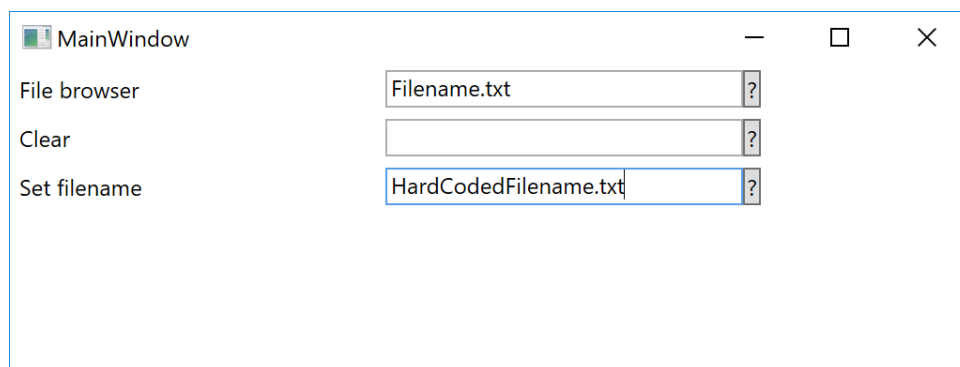 MainWindow
File browser Filename.txt ?
Clear ?
Set filename HardCodedFilename.txt ?